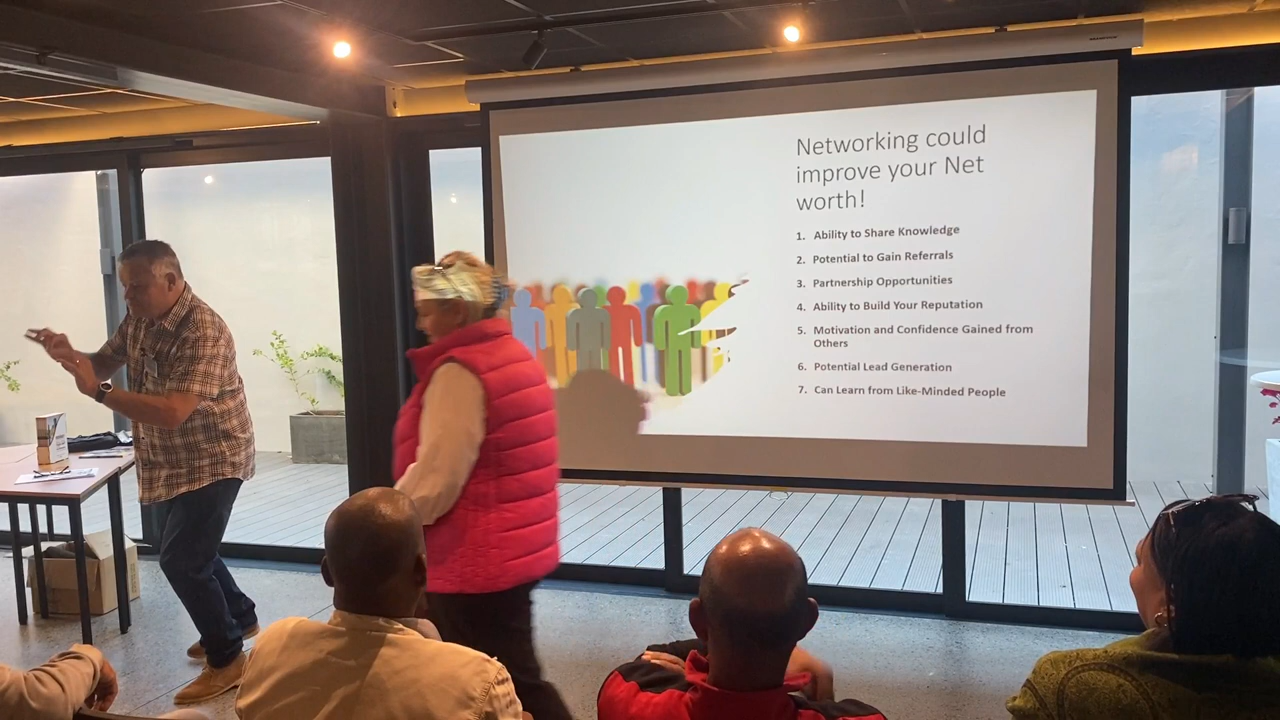 Networking could
improve your Net
worth!
1. Ability to Share Knowledge
2. Potential to Gain Referrals
3. Partnership Opportunities
4. Ability to Build Your Reputation
5. Motivation and Confidence Gained from
Others
6. Potential Lead Generation
7. Can Learn from Like-Minded People